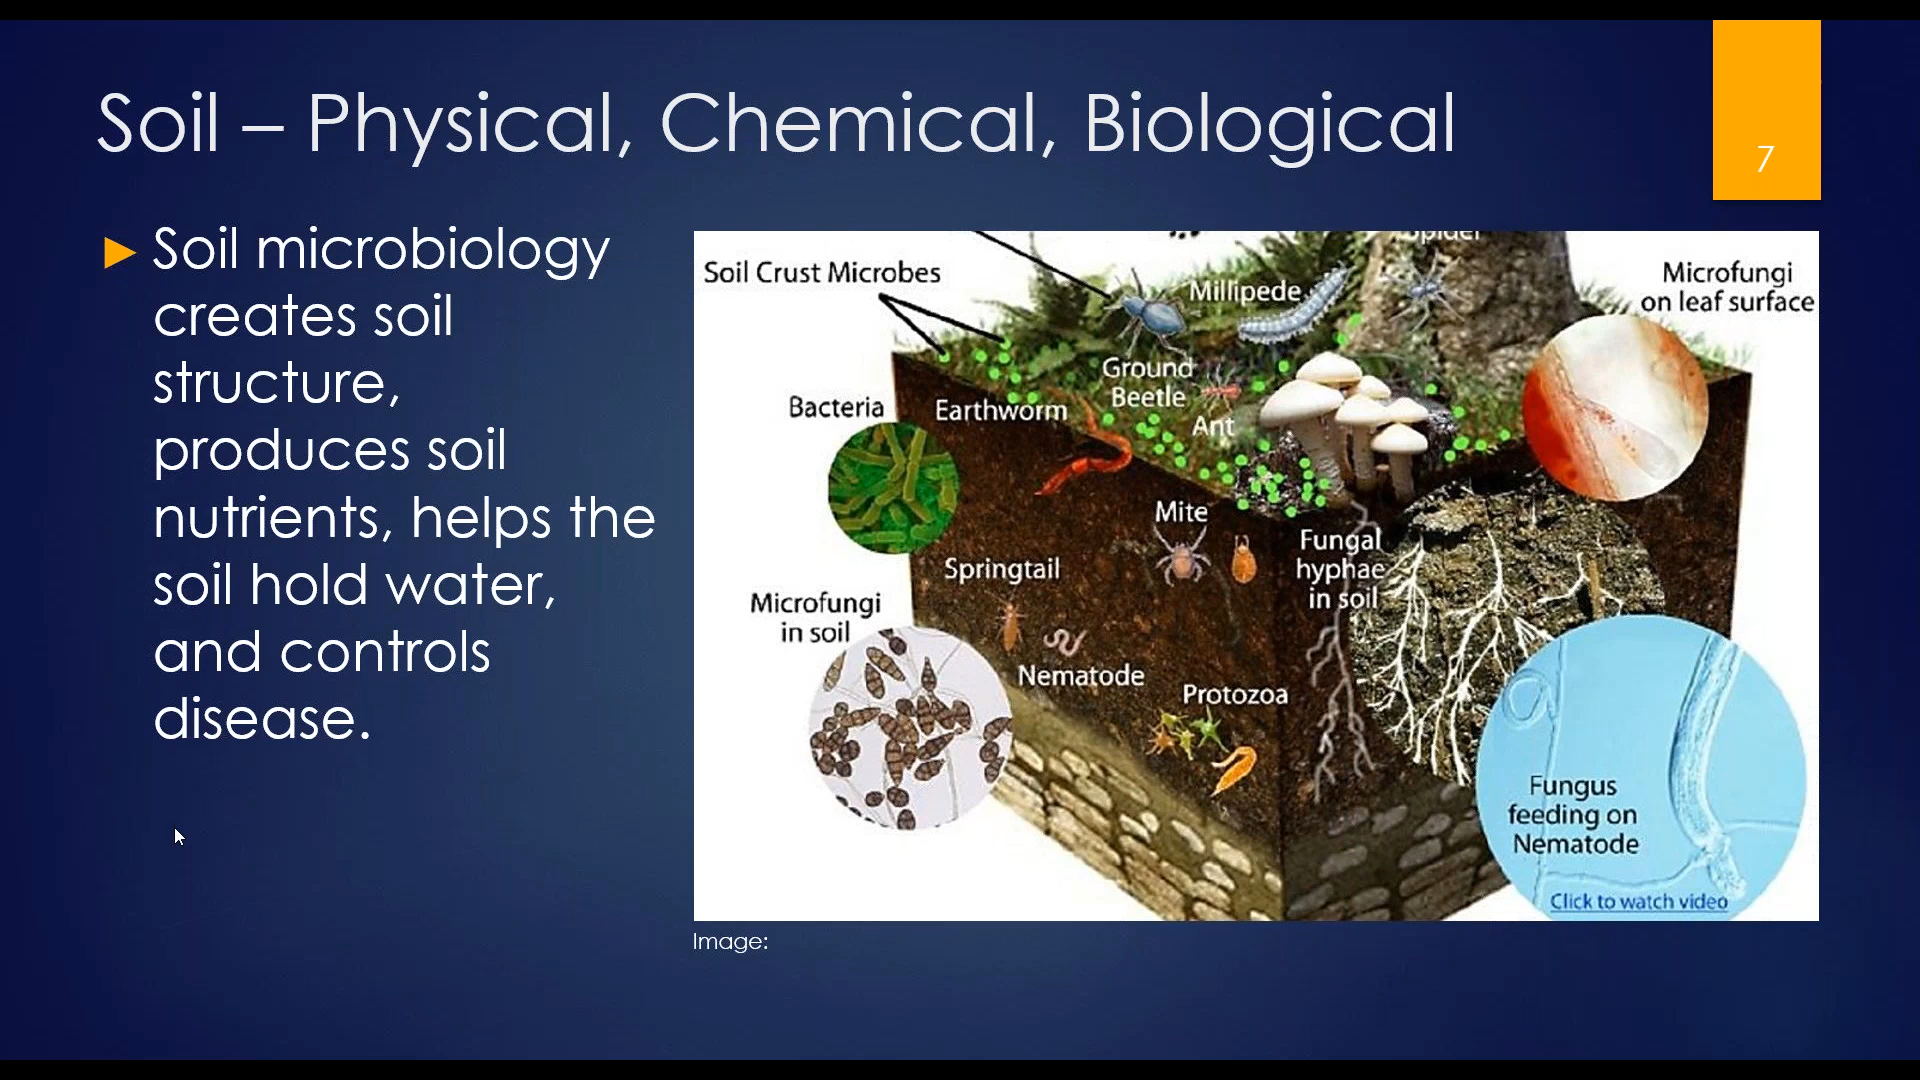 Soil – Physical, Chemical, Biological
7
Soil microbiology
creates soil
structure,
produces soil
nutrients, helps the
soil hold water,
and controls
disease.
Spider
Soil Crust Microbes
Millipede
Microfungi
on leaf surface
Ground
Beetle
Bacteria
Earthworm
Ant
Mite
Fungal
hyphae
in soil
Springtail
Microfungi
in soil
Nematode
Protozoa
Fungus
feeding on
Nematode
Click to watch video
Image: